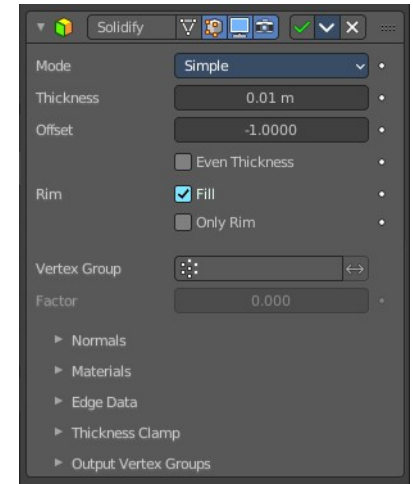 Solidify
Mode Simple
Thickness 0.01 m
Offset -1.0000
Even Thickness
Rim Fill
Only Rim
Vertex Group
Factor 0.000
Normals
Materials
Edge Data
Thickness Clamp
Output Vertex Groups